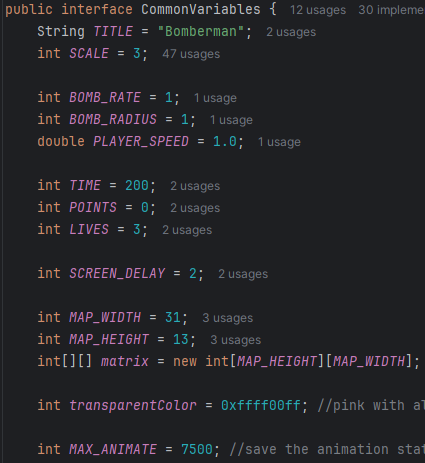 public interface CommonVariables { 12 usages 30 impleme
String TITLE = "Bomberman"; 2 usages
int SCALE = 3; 47 usages
int BOMB_RATE = 1; 1 usage
int BOMB_RADIUS = 1; 1 usage
double PLAYER_SPEED = 1.0; 1 usage
int TIME = 200; 2 usages
int POINTS = 0; 2 usages
int LIVES = 3; 2 usages
int SCREEN_DELAY = 2; 2 usages
int MAP_WIDTH = 31; 3 usages
int MAP_HEIGHT = 13; 3 usages
int[][] matrix = new int[MAP_HEIGHT][MAP_WIDTH];
int transparentColor = 0xffff00ff; //pink with al
int MAX_ANIMATE = 7500; //save the animation stat